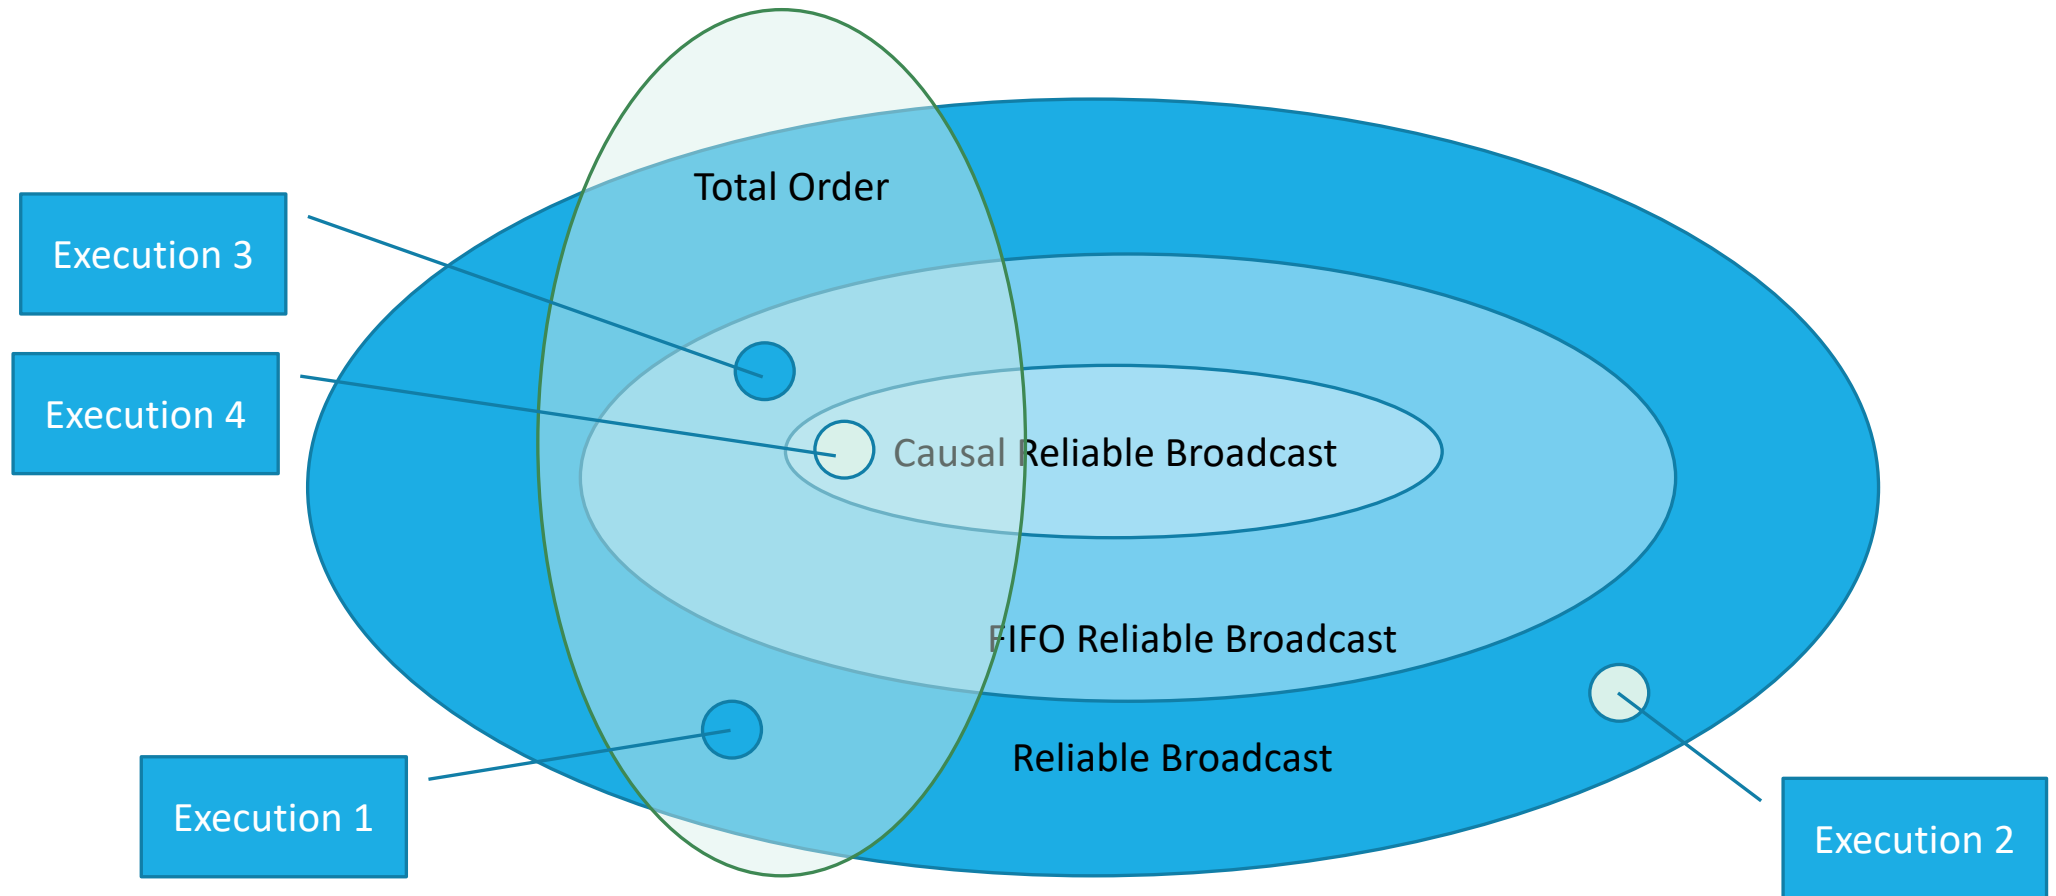 Total Order
Execution 3
Execution 4
Causal Reliable Broadcast
FIFO Reliable Broadcast
Reliable Broadcast
Execution 1
Execution 2